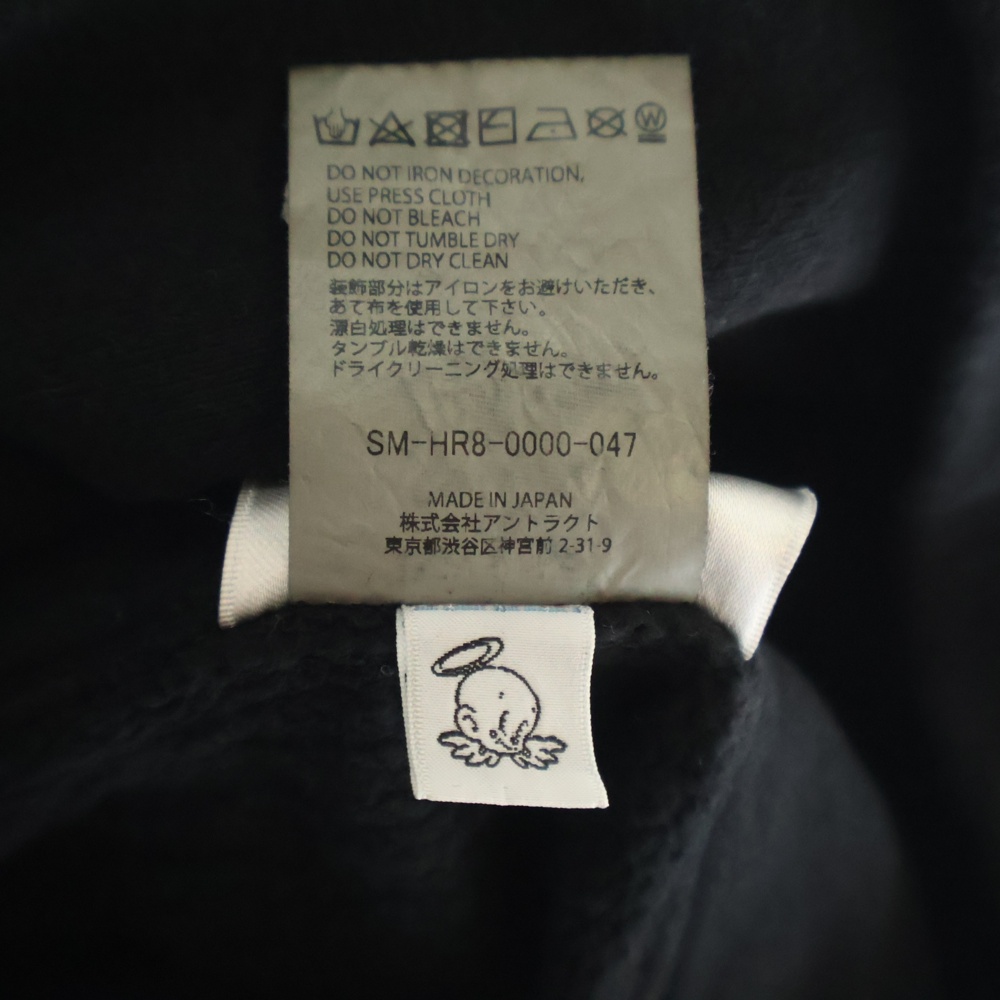 W
DO NOT IRON DECORATION,
USE PRESS CLOTH
DO NOT BLEACH
DO NOT TUMBLE DRY
DO NOT DRY CLEAN
装飾部分はアイロンをお避けいただき、
あて布を使用して下さい。
漂白処理はできません。
タンブル乾燥はできません。
ドライクリーニング処理はできません。
SM-HR8-0000-047
MADE IN JAPAN
株式会社アントラクト
東京都渋谷区神宮前 2-31-9